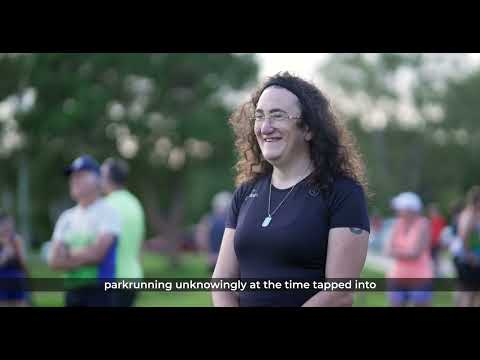 parkrunning unknowingly at the time tapped into